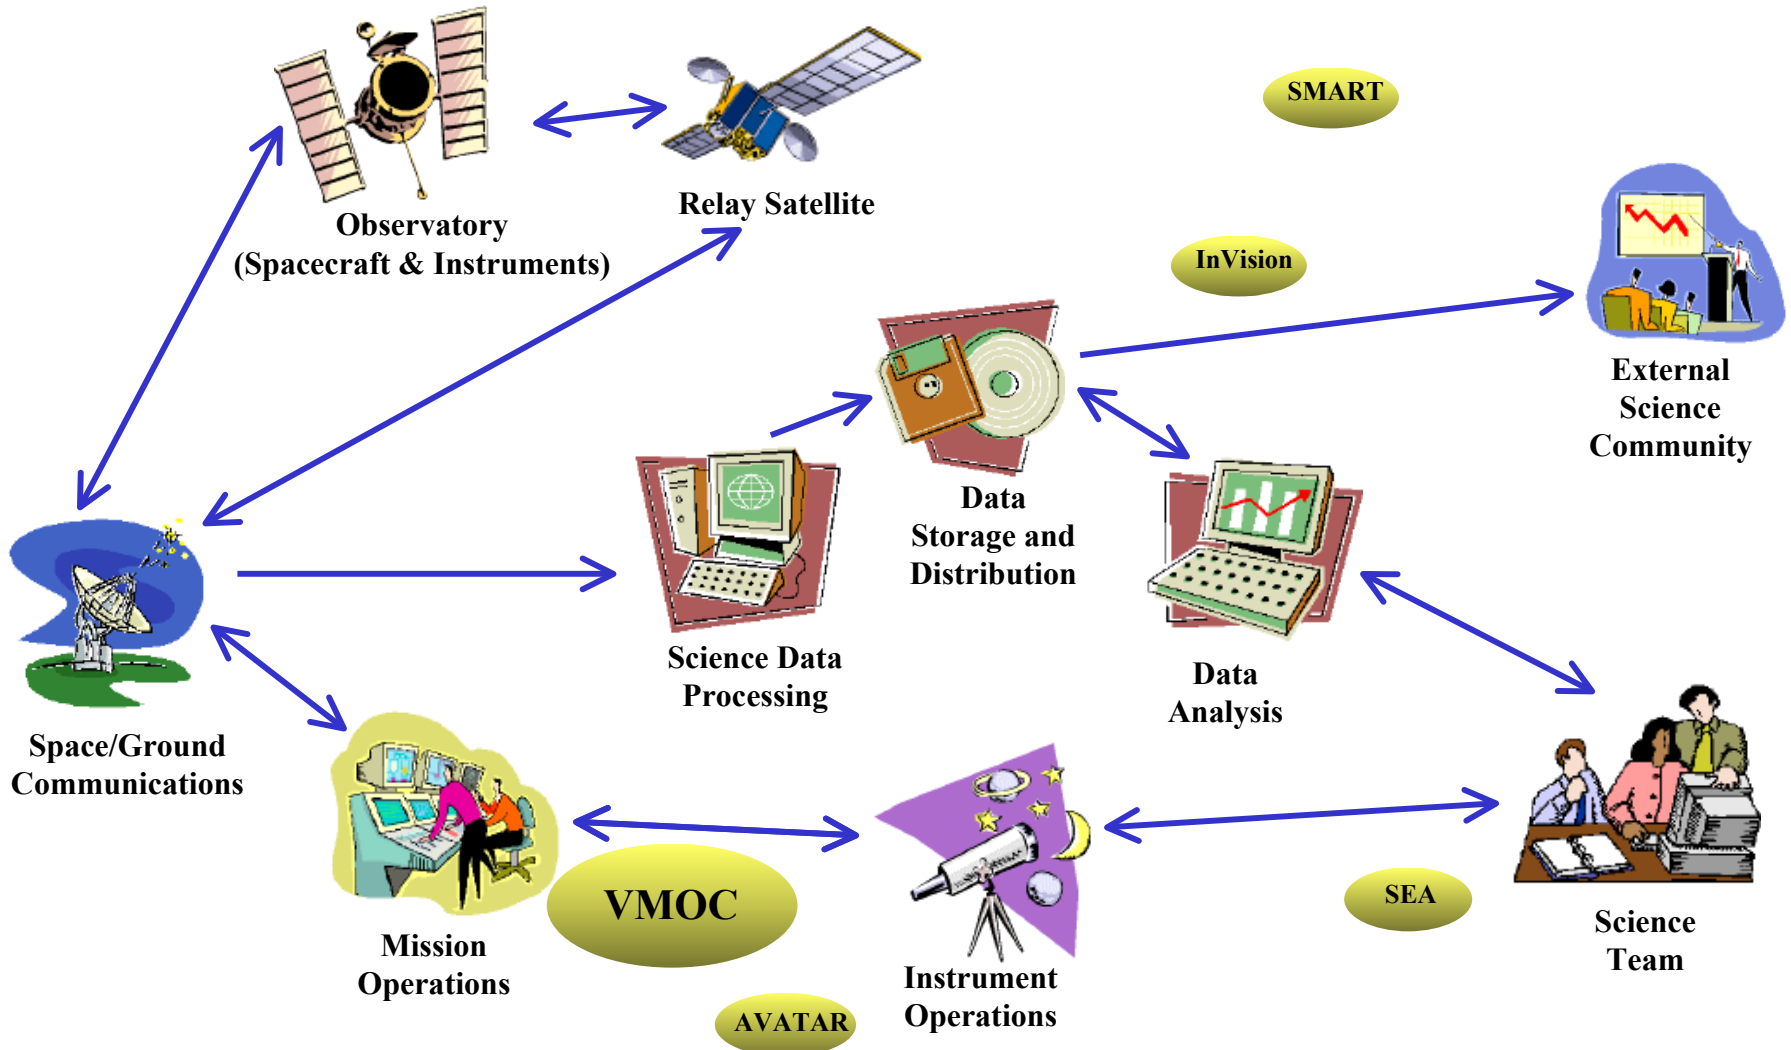 SMART
Relay Satellite
Observatory
(Spacecraft & Instruments)
InVision
External
Science
Community
Data
Storage and
Distribution
Science Data
Processing
Data
Analysis
Space/Ground
Communications
VMOC
SEA
Mission
Operations
Instrument
Operations
Science
Team
AVATAR